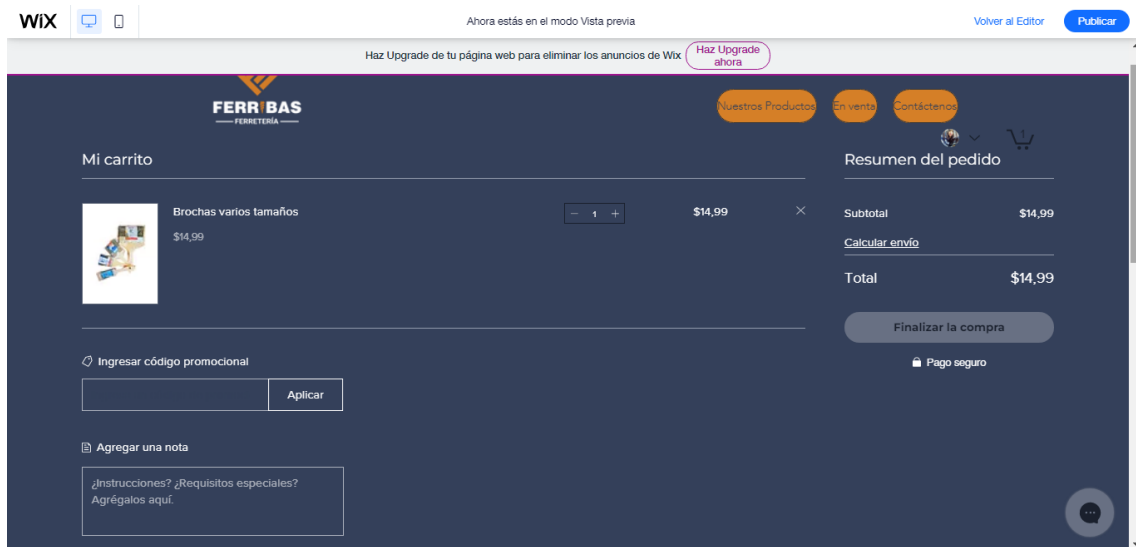 WiX
Ahora estás en el modo Vista previa
Volver al Editor
Publicar
Haz Upgrade de tu página web para eliminar los anuncios de Wix
Haz Upgrade
ahora
FERRIBAS
FERRETERÍA
Nuestros Productos
En venta
Contáctenos
1
Mi carrito
Resumen del pedido
Brochas varios tamaños
$14,99
− 1 +
$14,99
Subtotal $14,99
Calcular envío
Total $14,99
Finalizar la compra
Pago seguro
Ingresar código promocional
Aplicar
Agregar una nota
¿Instrucciones? ¿Requisitos especiales?
Agrégalos aquí.